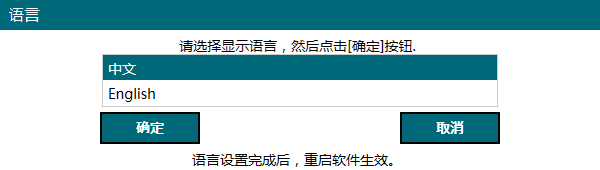 语言
请选择显示语言，然后点击[确定]按钮.
中文
English
确定
取消
语言设置完成后，重启软件生效。